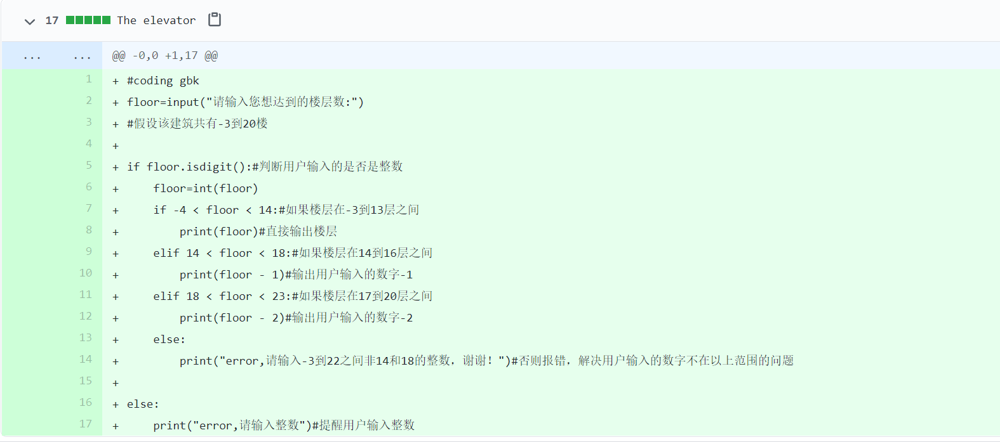 17 The elevator
... ... @@ -0,0 +1,17 @@
1 + #coding gbk
2 + floor=input("请输入您想达到的楼层数:")
3 + #假设该建筑共有-3到20楼
4 +
5 + if floor.isdigit():#判断用户输入的是否是整数
6 +     floor=int(floor)
7 +     if -4 < floor < 14:#如果楼层在-3到13层之间
8 +         print(floor)#直接输出楼层
9 +     elif 14 < floor < 18:#如果楼层在14到16层之间
10 +         print(floor - 1)#输出用户输入的数字-1
11 +     elif 18 < floor < 23:#如果楼层在17到20层之间
12 +         print(floor - 2)#输出用户输入的数字-2
13 +     else:
14 +         print("error,请输入-3到22之间非14和18的整数，谢谢！")#否则报错，解决用户输入的数字不在以上范围的问题
15 +
16 + else:
17 +     print("error,请输入整数")#提醒用户输入整数